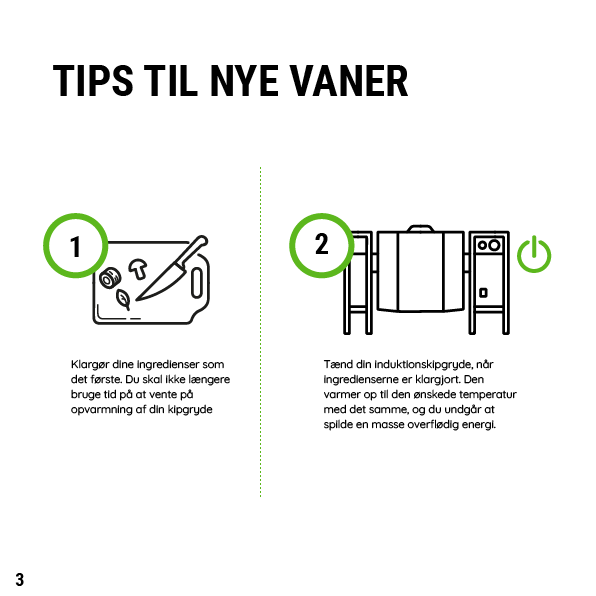 TIPS TIL NYE VANER
1
Klargør dine ingredienser som
det første. Du skal ikke længere
bruge tid på at vente på
opvarmning af din kipgryde
2
Tænd din induktionskipgryde, når
ingredienserne er klargjort. Den
varmer op til den ønskede temperatur
med det samme, og du undgår at
spilde en masse overflødig energi.
3